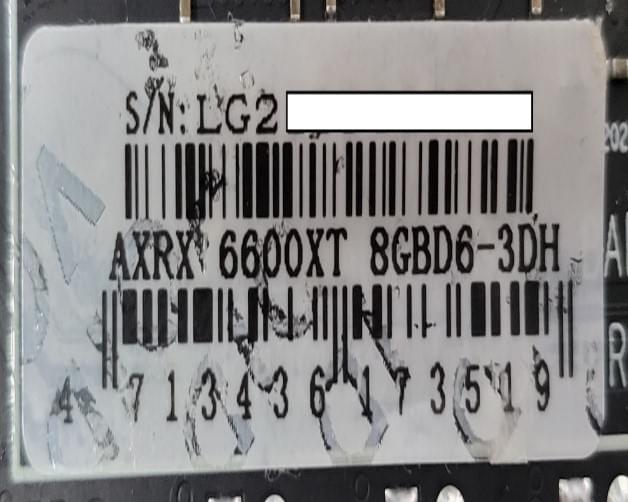 S/N: LG2
AXRX 6600XT 8GBD6-3DH
4 713436 173519